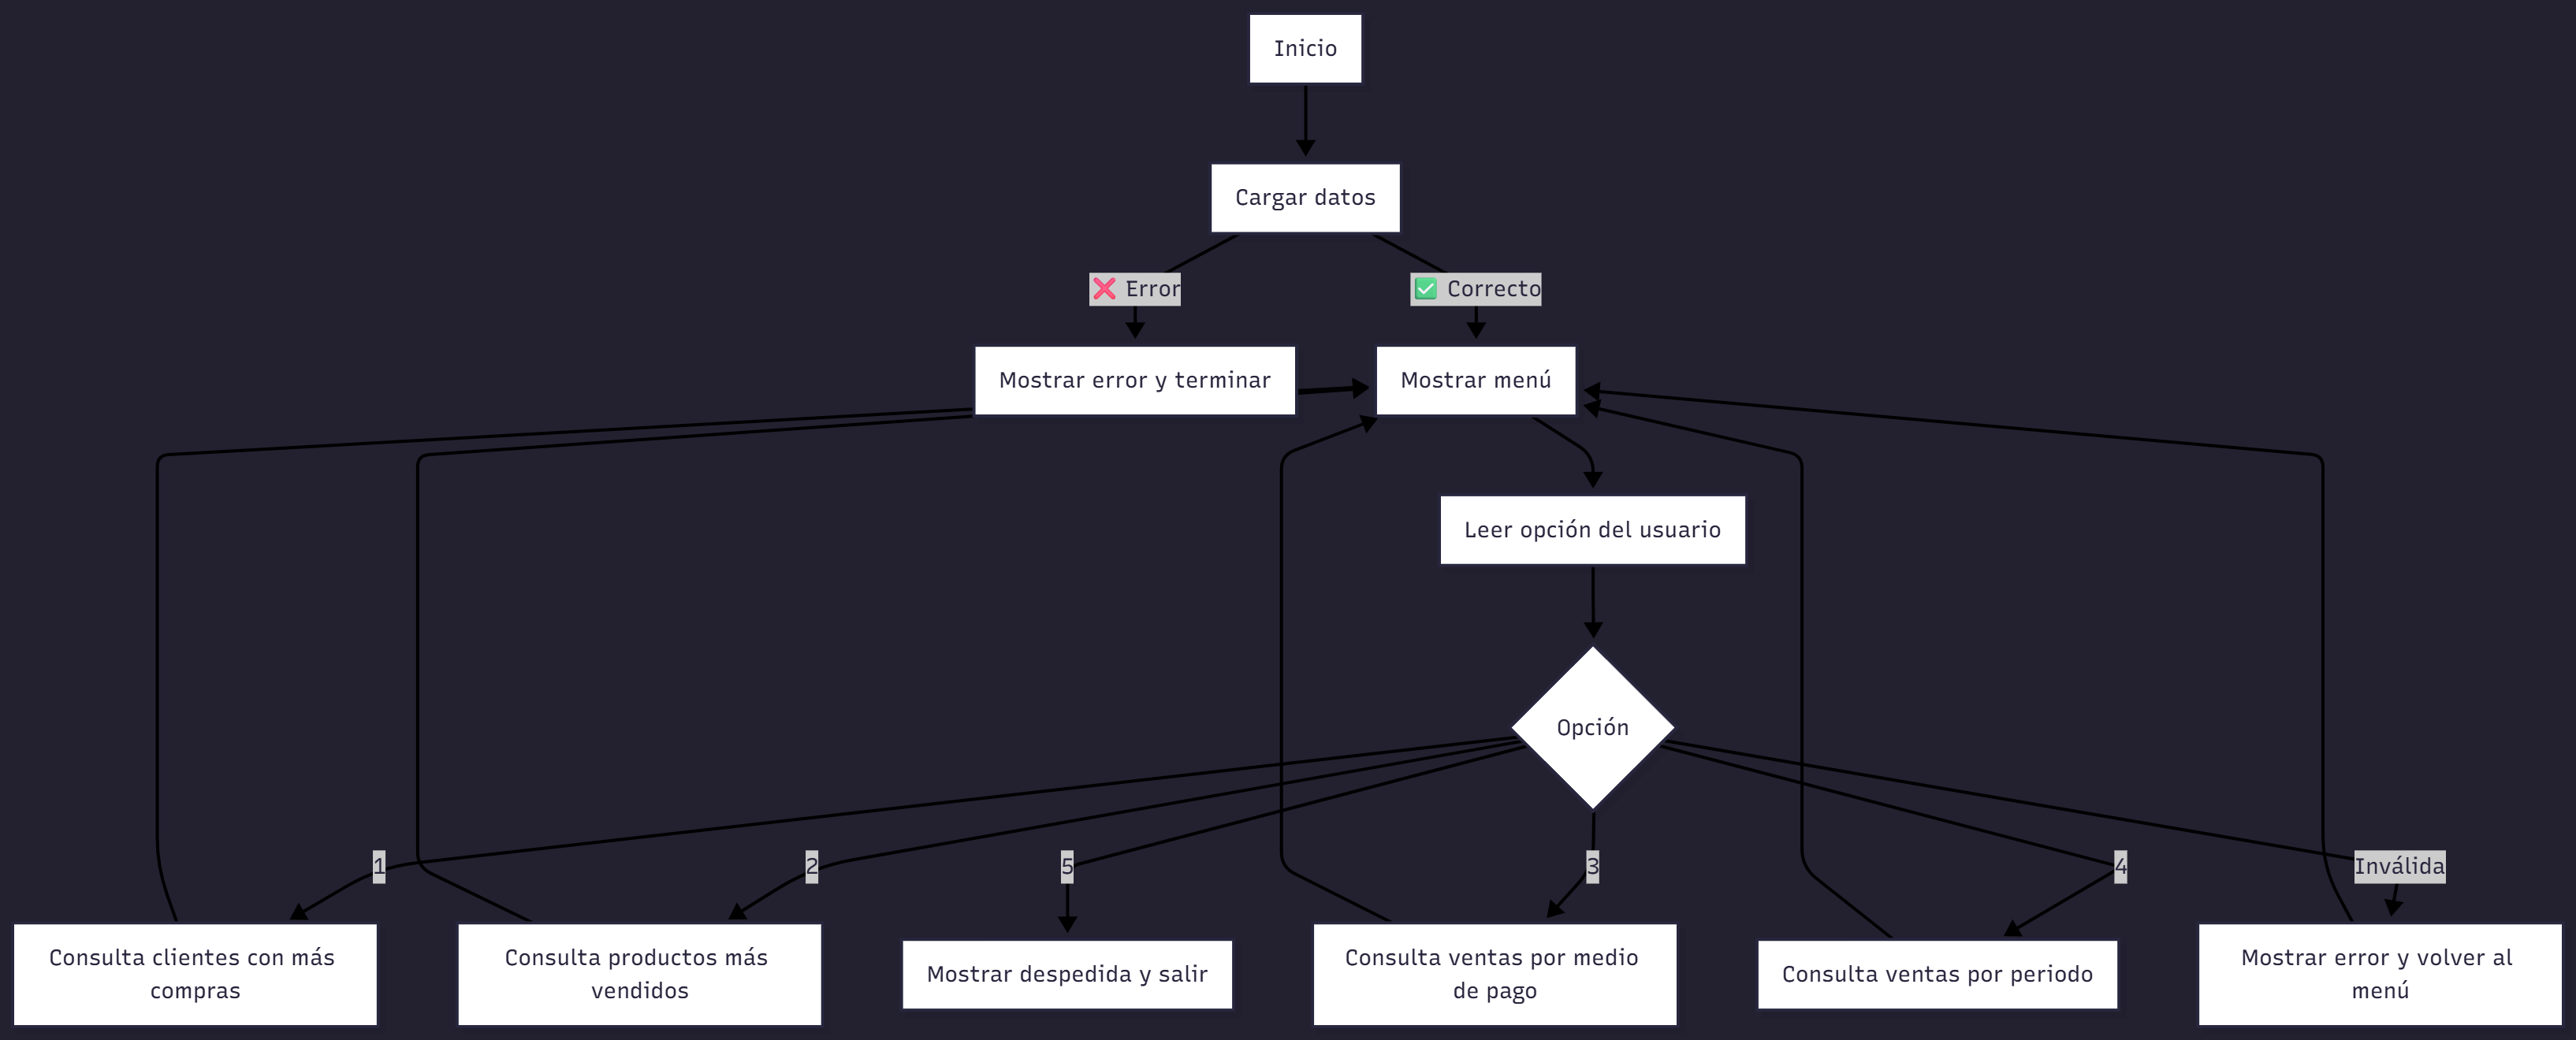 Inicio
Cargar datos
❌ Error
✅ Correcto
Mostrar error y terminar
Mostrar menú
Leer opción del usuario
Opción
1
2
5
3
4
Inválida
Consulta clientes con más
compras
Consulta productos más
vendidos
Mostrar despedida y salir
Consulta ventas por medio
de pago
Consulta ventas por periodo
Mostrar error y volver al
menú